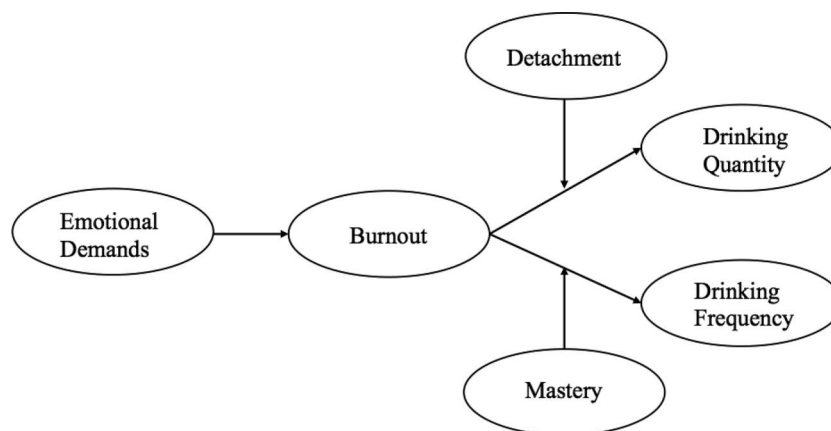 Detachment
Drinking
Quantity
Emotional
Demands
Burnout
Drinking
Frequency
Mastery